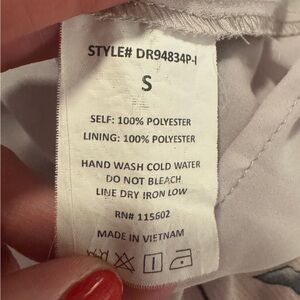 STYLE# DR94834P-I
S
SELF: 100% POLYESTER
LINING: 100% POLYESTER
HAND WASH COLD WATER
DO NOT BLEACH
LINE DRY IRON LOW
RN# 115602
MADE IN VIETNAM